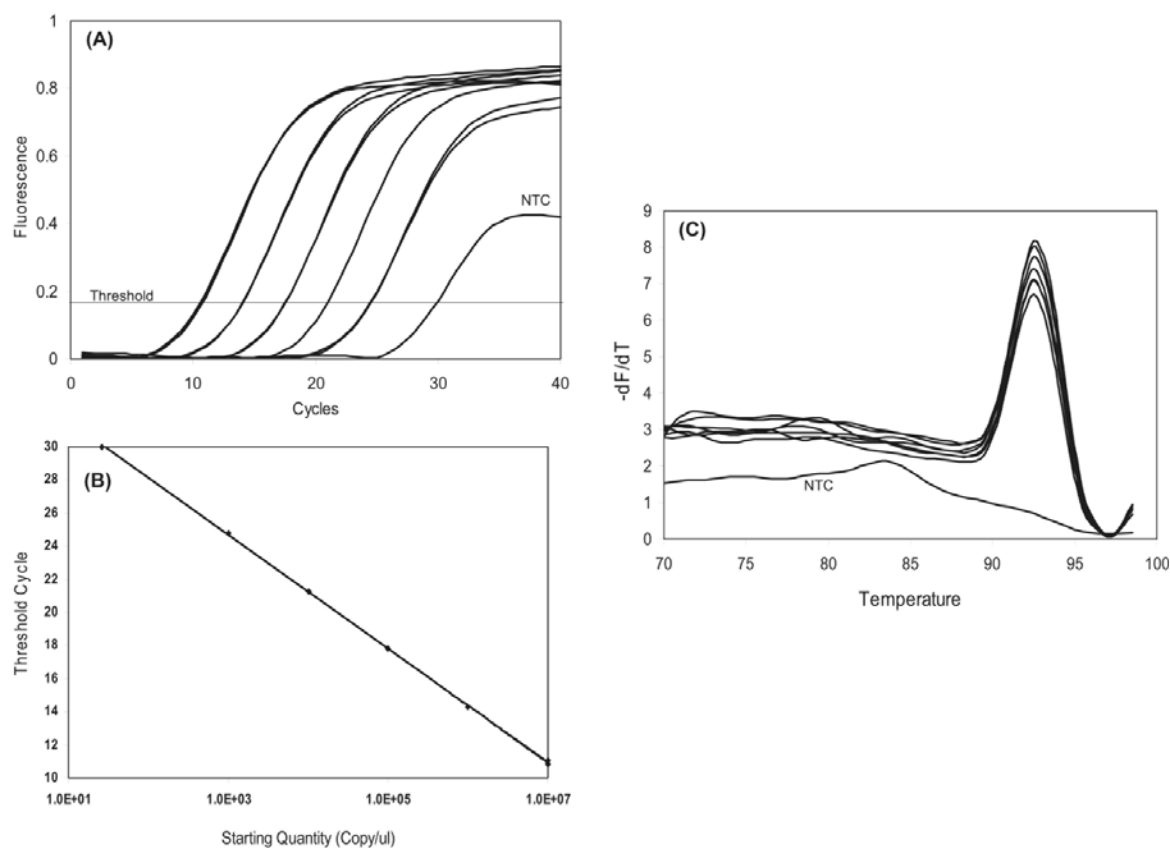 (A)
Fluorescence
1
0.8
0.6
0.4
0.2
0
NTC
Threshold
0 10 20 30 40
Cycles
(B)
Threshold Cycle
30
28
26
24
22
20
18
16
14
12
10
1.0E+01 1.0E+03 1.0E+05 1.0E+07
Starting Quantity (Copy/ul)
(C)
-dF/dT
9
8
7
6
5
4
3
2
1
0
NTC
70 75 80 85 90 95 100
Temperature